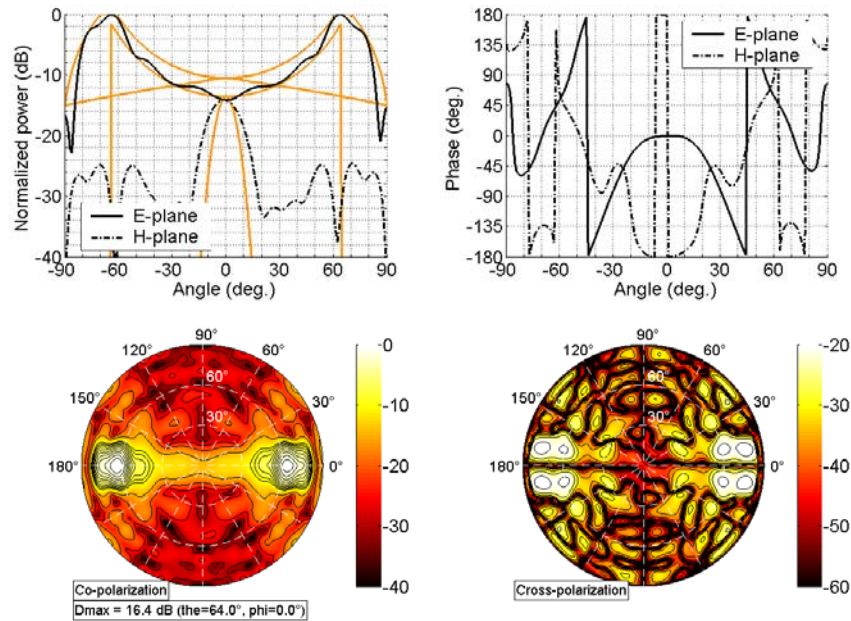 Normalized power (dB)
0
-10
-20
-30
-40
E-plane
H-plane
-90 -60 -30 0 30 60 90
Angle (deg.)
Phase (deg.)
180
135
90
45
0
-45
-90
-135
-180
E-plane
H-plane
-90 -60 -30 0 30 60 90
Angle (deg.)
90°
120° 60°
150° 30°
180° 0°
60°
30°
0
-10
-20
-30
-40
Co-polarization
Dmax = 16.4 dB (the=64.0°, phi=0.0°)
90°
120° 60°
150° 30°
180° 0°
60°
30°
-20
-30
-40
-50
-60
Cross-polarization